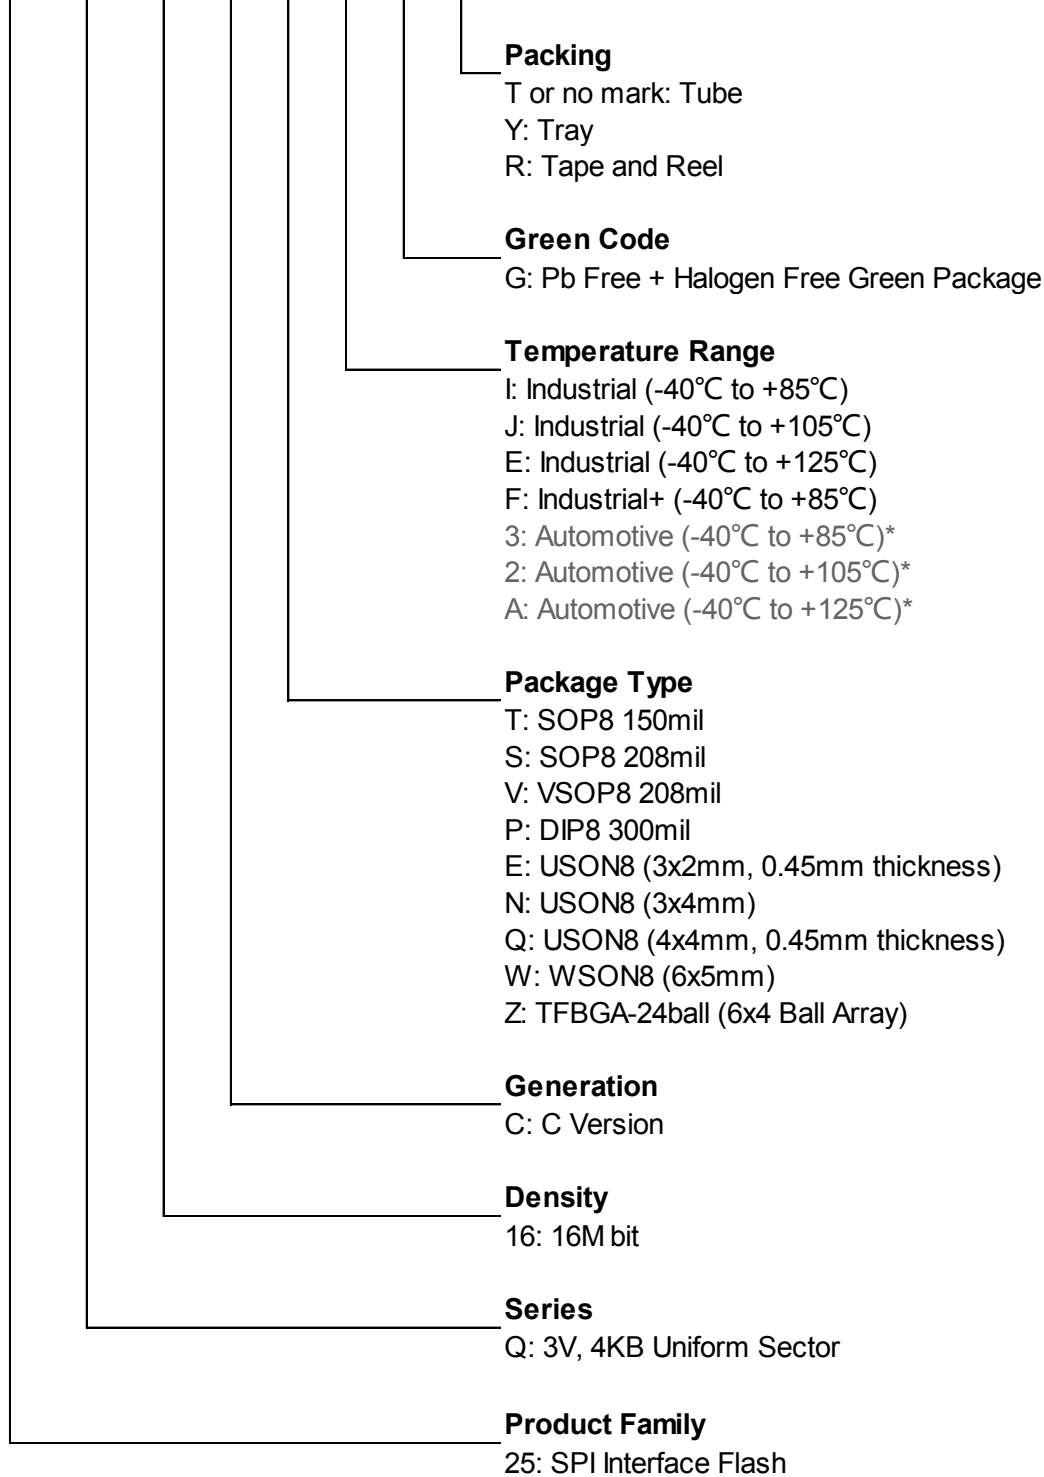 Packing
T or no mark: Tube
Y: Tray
R: Tape and Reel
Green Code
G: Pb Free + Halogen Free Green Package
Temperature Range
I: Industrial (-40℃ to +85℃)
J: Industrial (-40℃ to +105℃)
E: Industrial (-40℃ to +125℃)
F: Industrial+ (-40℃ to +85℃)
3: Automotive (-40℃ to +85℃)*
2: Automotive (-40℃ to +105℃)*
A: Automotive (-40℃ to +125℃)*
Package Type
T: SOP8 150mil
S: SOP8 208mil
V: VSOP8 208mil
P: DIP8 300mil
E: USON8 (3x2mm, 0.45mm thickness)
N: USON8 (3x4mm)
Q: USON8 (4x4mm, 0.45mm thickness)
W: WSON8 (6x5mm)
Z: TFBGA-24ball (6x4 Ball Array)
Generation
C: C Version
Density
16: 16M bit
Series
Q: 3V, 4KB Uniform Sector
Product Family
25: SPI Interface Flash